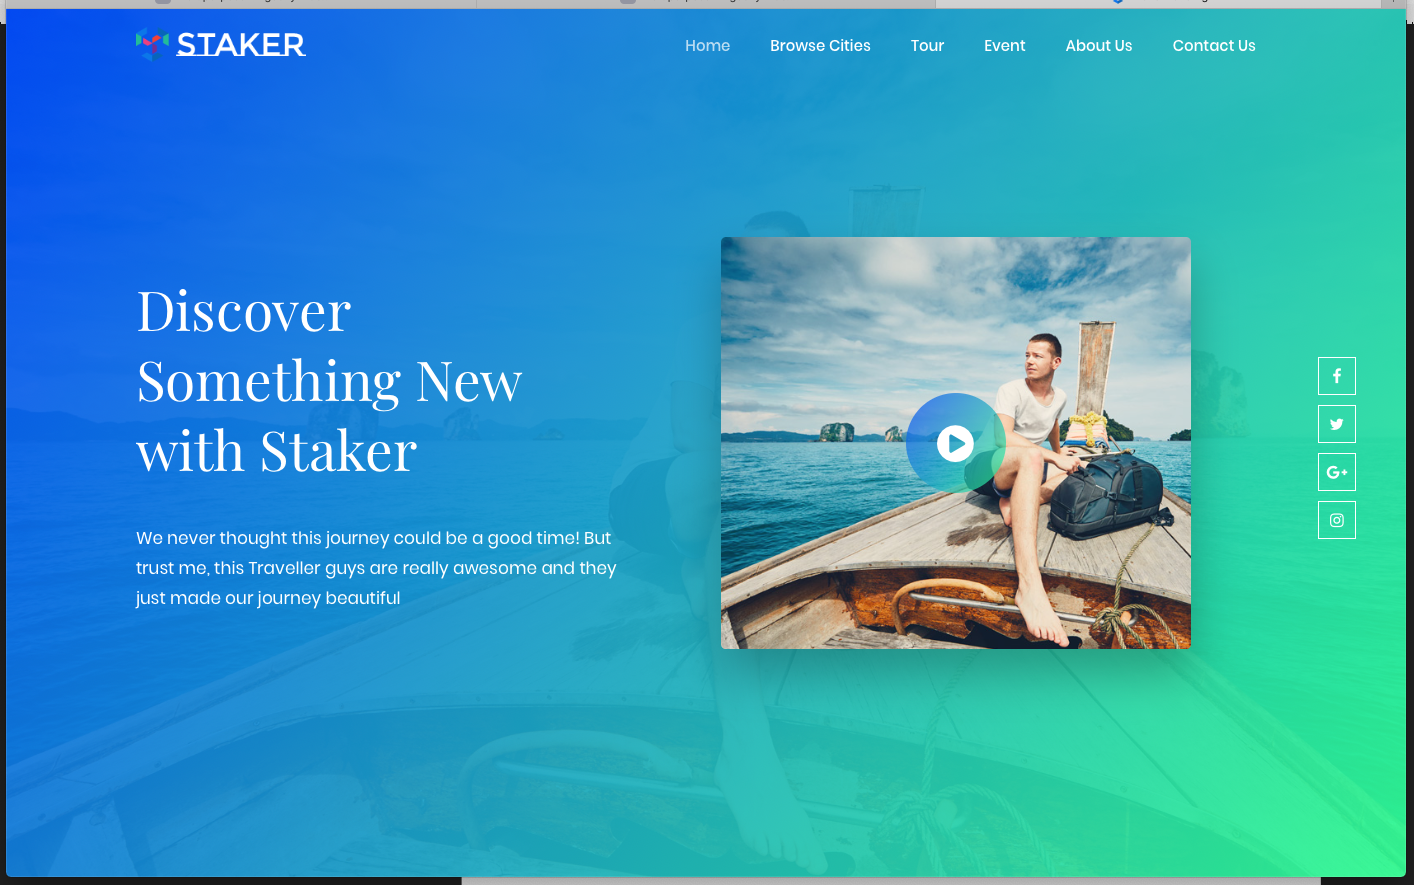 STAKER
Home Browse Cities Tour Event About Us Contact Us
Discover
Something New
with Staker
We never thought this journey could be a good time! But
trust me, this Traveller guys are really awesome and they
just made our journey beautiful